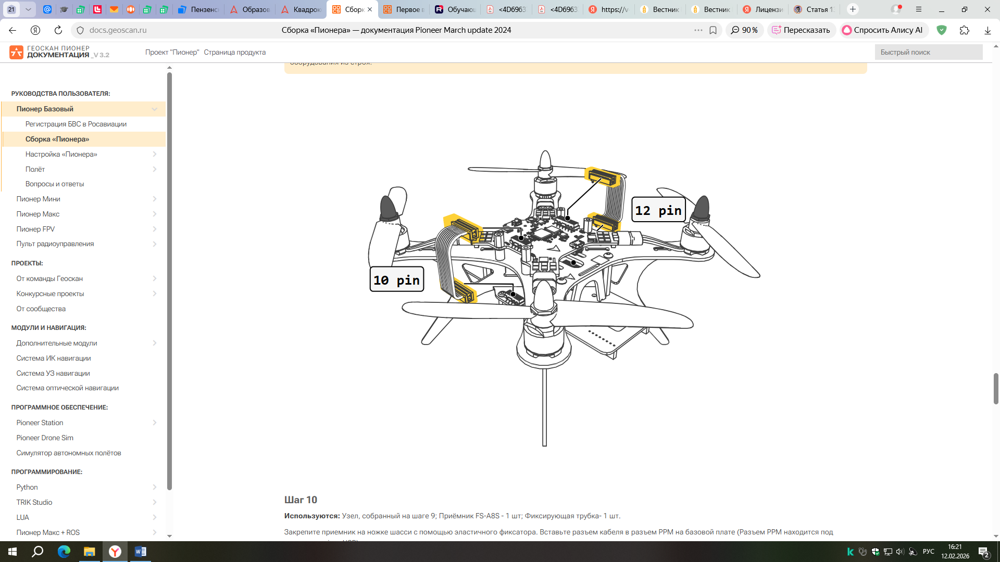 21
Пензенс
Образов
Квадрок
Сборк
Первое в
Обучаю
<4D6963
<4D6963
https://v
Вестник
Вестник
Лицензи
Статья 1
docs.geoscan.ru
Сборка «Пионера» — документация Pioneer March update 2024
90 %
Пересказать
Спросить Алису AI
ГЕОСКАН ПИОНЕР
ДОКУМЕНТАЦИЯ _V 3.2
Проект "Пионер"
Страница продукта
Быстрый поиск
оборудования из строя.
РУКОВОДСТВА ПОЛЬЗОВАТЕЛЯ:
Пионер Базовый
Регистрация БВС в Росавиации
Сборка «Пионера»
Настройка «Пионера»
Полёт
Вопросы и ответы
Пионер Мини
Пионер Макс
Пионер FPV
Пульт радиоуправления
ПРОЕКТЫ:
От команды Геоскан
Конкурсные проекты
От сообщества
МОДУЛИ И НАВИГАЦИЯ:
Дополнительные модули
Система ИК навигации
Система УЗ навигации
Система оптической навигации
ПРОГРАММНОЕ ОБЕСПЕЧЕНИЕ:
Pioneer Station
Pioneer Drone Sim
Симулятор автономных полётов
ПРОГРАММИРОВАНИЕ:
Python
TRIK Studio
LUA
Пионер Макс + ROS
12 pin
10 pin
Шаг 10
Используются: Узел, собранный на шаге 9; Приёмник FS-A8S - 1 шт; Фиксирующая трубка- 1 шт.
Закрепите приемник на ножке шасси с помощью эластичного фиксатора. Вставьте разъем кабеля в разъем PPM на базовой плате (Разъем PPM находится под
РУС
16:21
12.02.2026
2